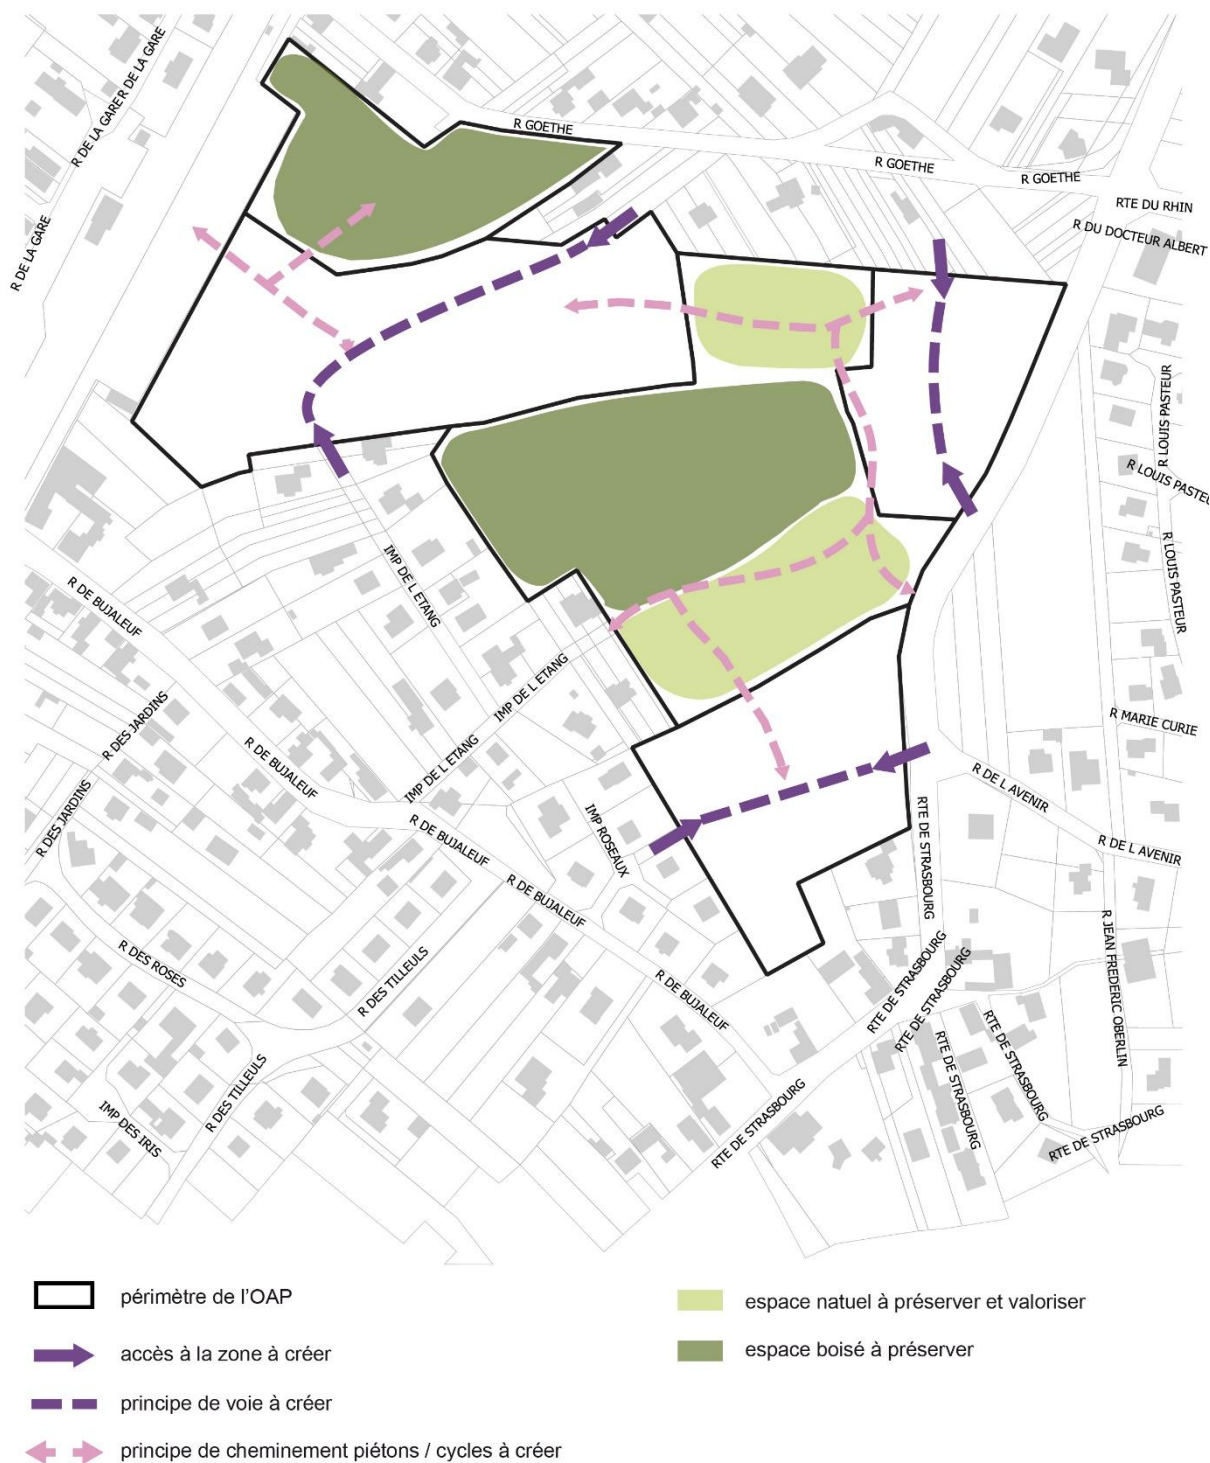 R DE LA GARE
R DE LA GARE
R GOETHE
R GOETHE
R GOETHE
RTE DU RHIN
R DU DOCTEUR ALBERT
R DE LA GARE
R LOUIS PASTEUR
R LOUIS PASTEU
R LOUIS PASTEUR
IMP DE L ETANG
R DE BUJALEUF
IMP DE L ETANG
R DES JARDINS
R MARIE CURIE
R DE BUJALEUF
IMP DE L ETANG
R DE L AVENIR
R DES JARDINS
R DE BUJALEUF
IMP ROSEAUX
RTE DE STRASBOURG
R DE L AVENIR
R DE BUJALEUF
R DES ROSES
R DES TILLEULS
R DE BUJALEUF
RTE DE STRASBOURG
RTE DE STRASBOURG
R JEAN FREDERIC OBERLIN
RTE DE STRASBOURG
RTE DE STRASBOURG
R DES TILLEULS
IMP DES IRIS
RTE DE STRASBOURG
RTE DE STRASBOURG
périmètre de l'OAP
accès à la zone à créer
principe de voie à créer
principe de cheminement piétons / cycles à créer
espace natuel à préserver et valoriser
espace boisé à préserver